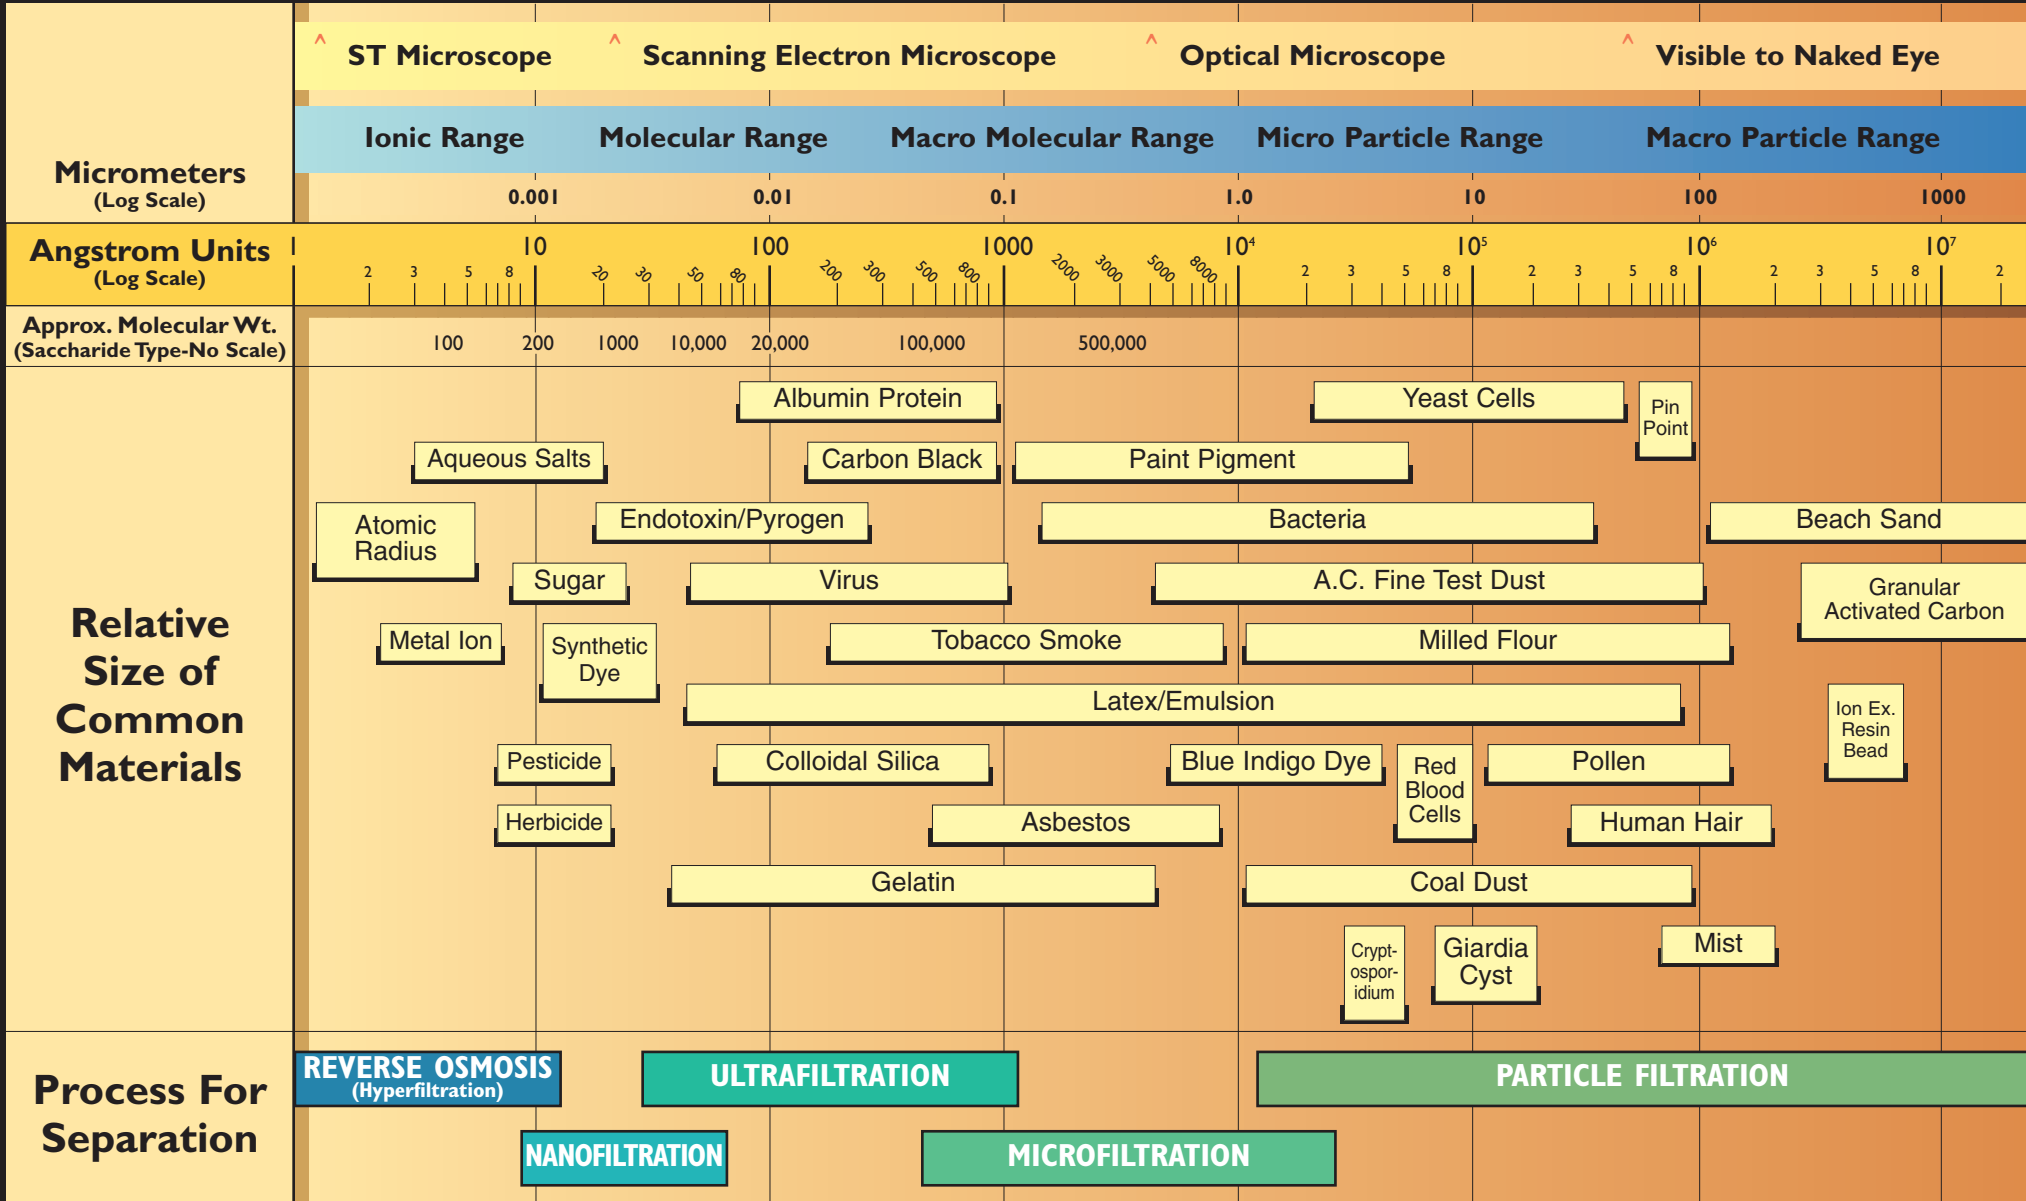 ^ ST Microscope ^ Scanning Electron Microscope ^ Optical Microscope ^ Visible to Naked Eye
Ionic Range Molecular Range Macro Molecular Range Micro Particle Range Macro Particle Range
Micrometers
(Log Scale)
0.001 0.01 0.1 1.0 10 100 1000
Angstrom Units
(Log Scale)
1 10 100 1000 10⁴ 10⁵ 10⁶ 10⁷
2 3 5 8 20 30 50 80 200 300 500 800 2000 3000 5000 8000 2 3 5 8 2 3 5 8 2 3 5 8 2
Approx. Molecular Wt.
(Saccharide Type-No Scale)
100 200 1000 10,000 20,000 100,000 500,000
Relative
Size of
Common
Materials
Albumin Protein
Yeast Cells
Pin
Point
Aqueous Salts
Carbon Black
Paint Pigment
Atomic
Radius
Endotoxin/Pyrogen
Bacteria
Beach Sand
Sugar
Virus
A.C. Fine Test Dust
Granular
Activated Carbon
Metal Ion
Synthetic
Dye
Tobacco Smoke
Milled Flour
Latex/Emulsion
Ion Ex.
Resin
Bead
Pesticide
Colloidal Silica
Blue Indigo Dye
Red
Blood
Cells
Pollen
Herbicide
Asbestos
Human Hair
Gelatin
Coal Dust
Crypt-
ospor-
idium
Giardia
Cyst
Mist
Process For
Separation
REVERSE OSMOSIS
(Hyperfiltration)
ULTRAFILTRATION
PARTICLE FILTRATION
NANOFILTRATION
MICROFILTRATION